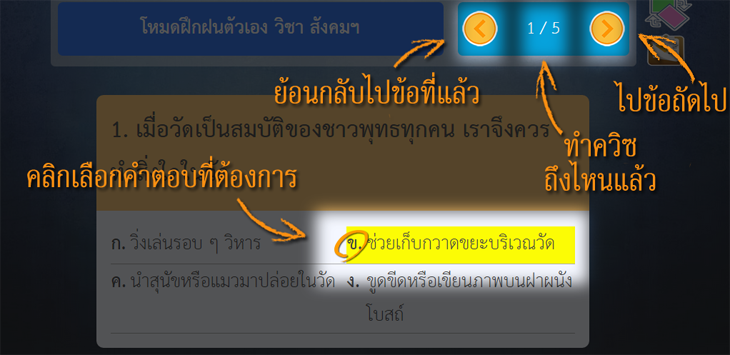 โหมดฝึกฝนตัวเอง วิชา สังคมฯ
1 / 5
ย้อนกลับไปข้อที่แล้ว
ไปข้อถัดไป
1. เมื่อวัดเป็นสมบัติของชาวพุทธทุกคน เราจึงควร
ทำควิซ
ถึงไหนแล้ว
คลิกเลือกคำตอบที่ต้องการ
ก. วิ่งเล่นรอบ ๆ วิหาร
ข. ช่วยเก็บกวาดขยะบริเวณวัด
ค. นำสุนัขหรือแมวมาปล่อยในวัด
ง. ขูดขีดหรือเขียนภาพบนฝาผนัง
โบสถ์